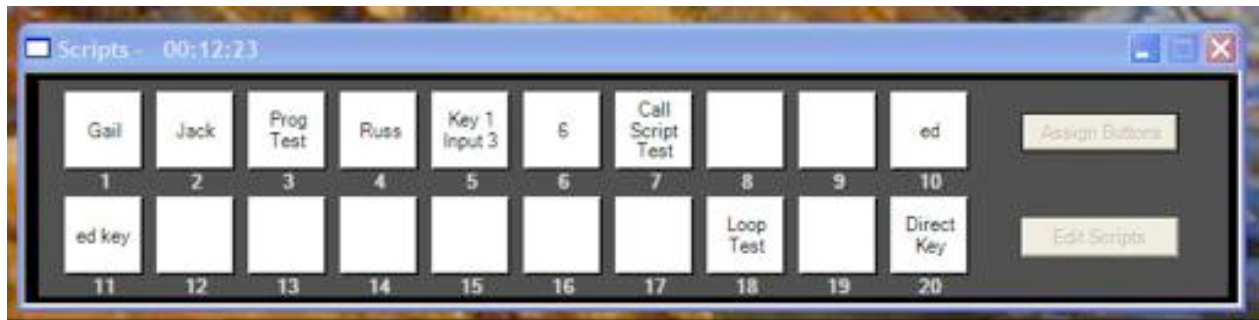 Scripts - 00:12:23
Gail
Jack
Prog
Test
Russ
Key 1
Input 3
6
Call
Script
Test
ed
Assign Buttons
1 2 3 4 5 6 7 8 9 10
ed key
Loop
Test
Direct
Key
Edit Scripts
11 12 13 14 15 16 17 18 19 20